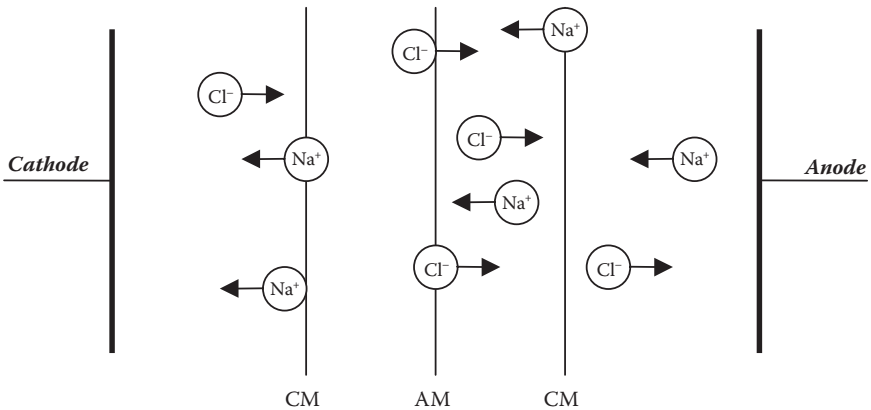 Na⁺
Cl⁻
Cl⁻
Cl⁻
Na⁺
Na⁺
Cathode
Anode
Na⁺
Cl⁻
Cl⁻
Na⁺
CM
AM
CM